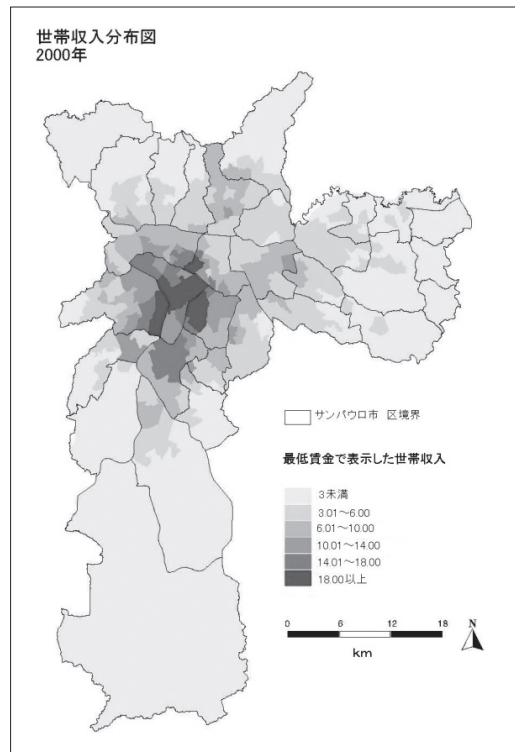 世帯収入分布図
2000年
サンパウロ市 区境界
最低賃金で表示した世帯収入
3未満
3.01～6.00
6.01～10.00
10.01～14.00
14.01～18.00
18.00以上
0 6 12 18
km
N